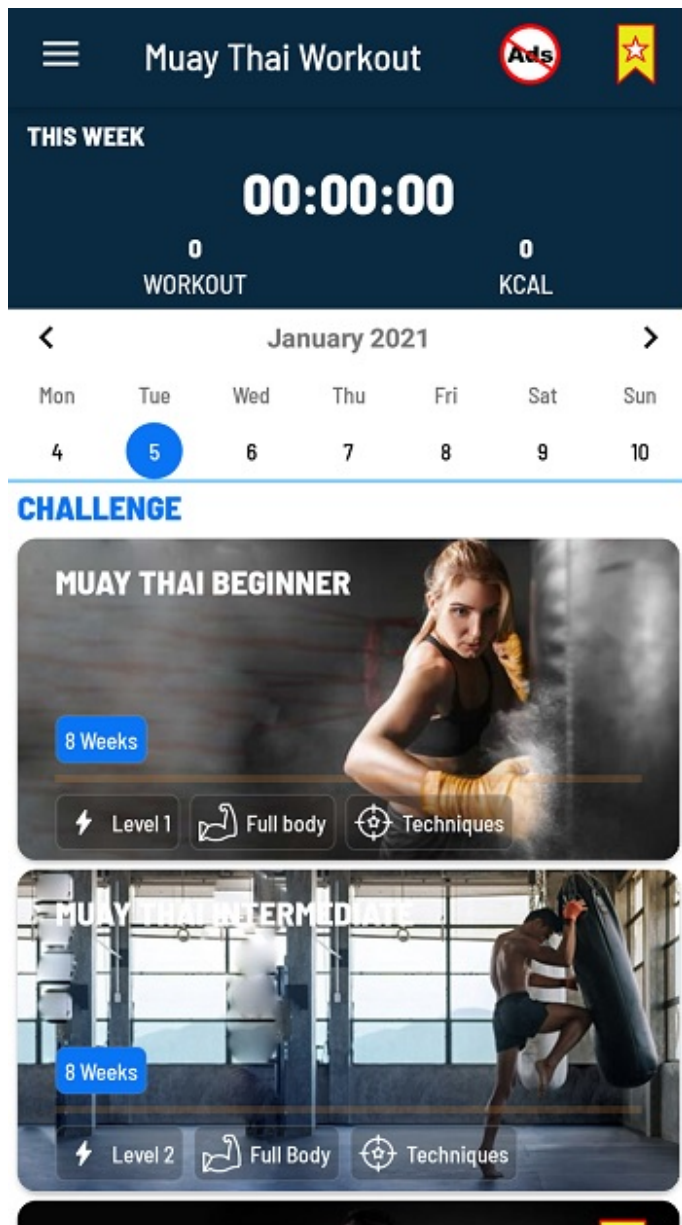 Muay Thai Workout Ads
THIS WEEK
00:00:00
0 0
WORKOUT KCAL
January 2021
Mon Tue Wed Thu Fri Sat Sun
4 5 6 7 8 9 10
CHALLENGE
MUAY THAI BEGINNER
8 Weeks
Level 1 Full body Techniques
MUAY THAI INTERMEDIATE
8 Weeks
Level 2 Full Body Techniques